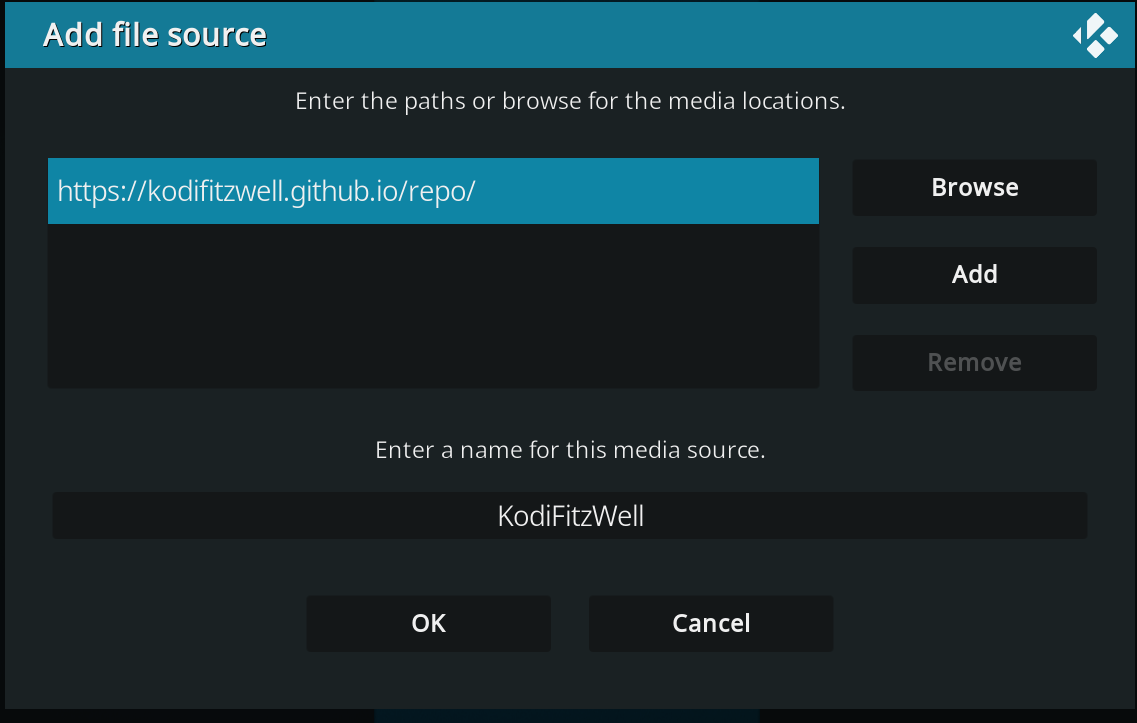 Add file source
Enter the paths or browse for the media locations.
https://kodifitzwell.github.io/repo/
Browse
Add
Remove
Enter a name for this media source.
KodiFitzWell
OK
Cancel